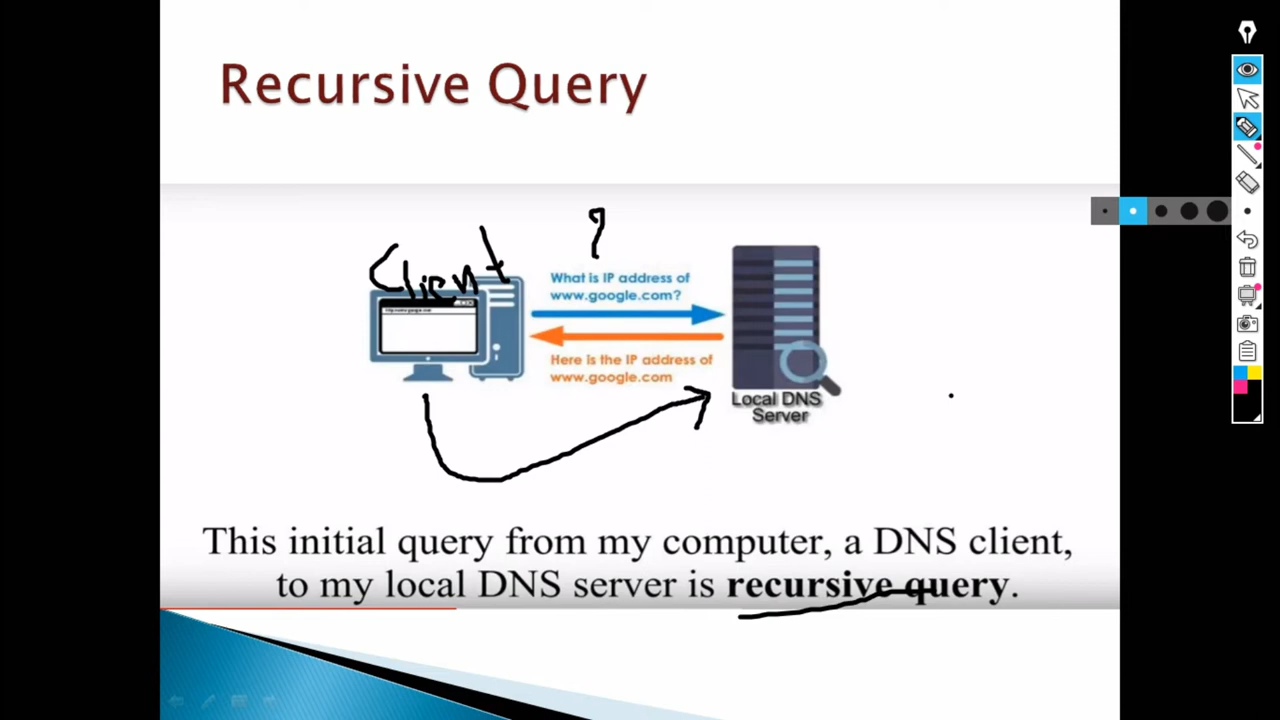 Recursive Query
?
Client
What is IP address of
www.google.com?
Here is the IP address of
www.google.com
Local DNS
Server
This initial query from my computer, a DNS client,
to my local DNS server is recursive query.